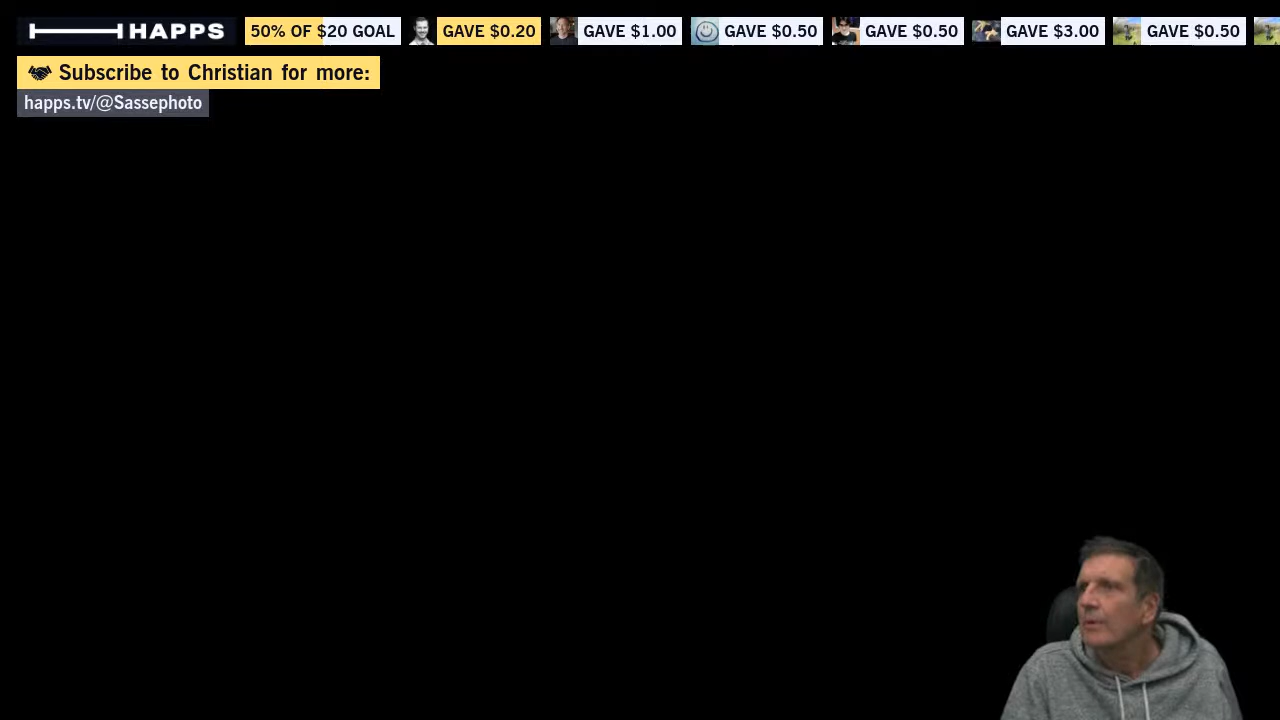 HAPPS
50% OF $20 GOAL
GAVE $0.20
GAVE $1.00
GAVE $0.50
GAVE $0.50
GAVE $3.00
GAVE $0.50
Subscribe to Christian for more:
happs.tv/@Sassephoto